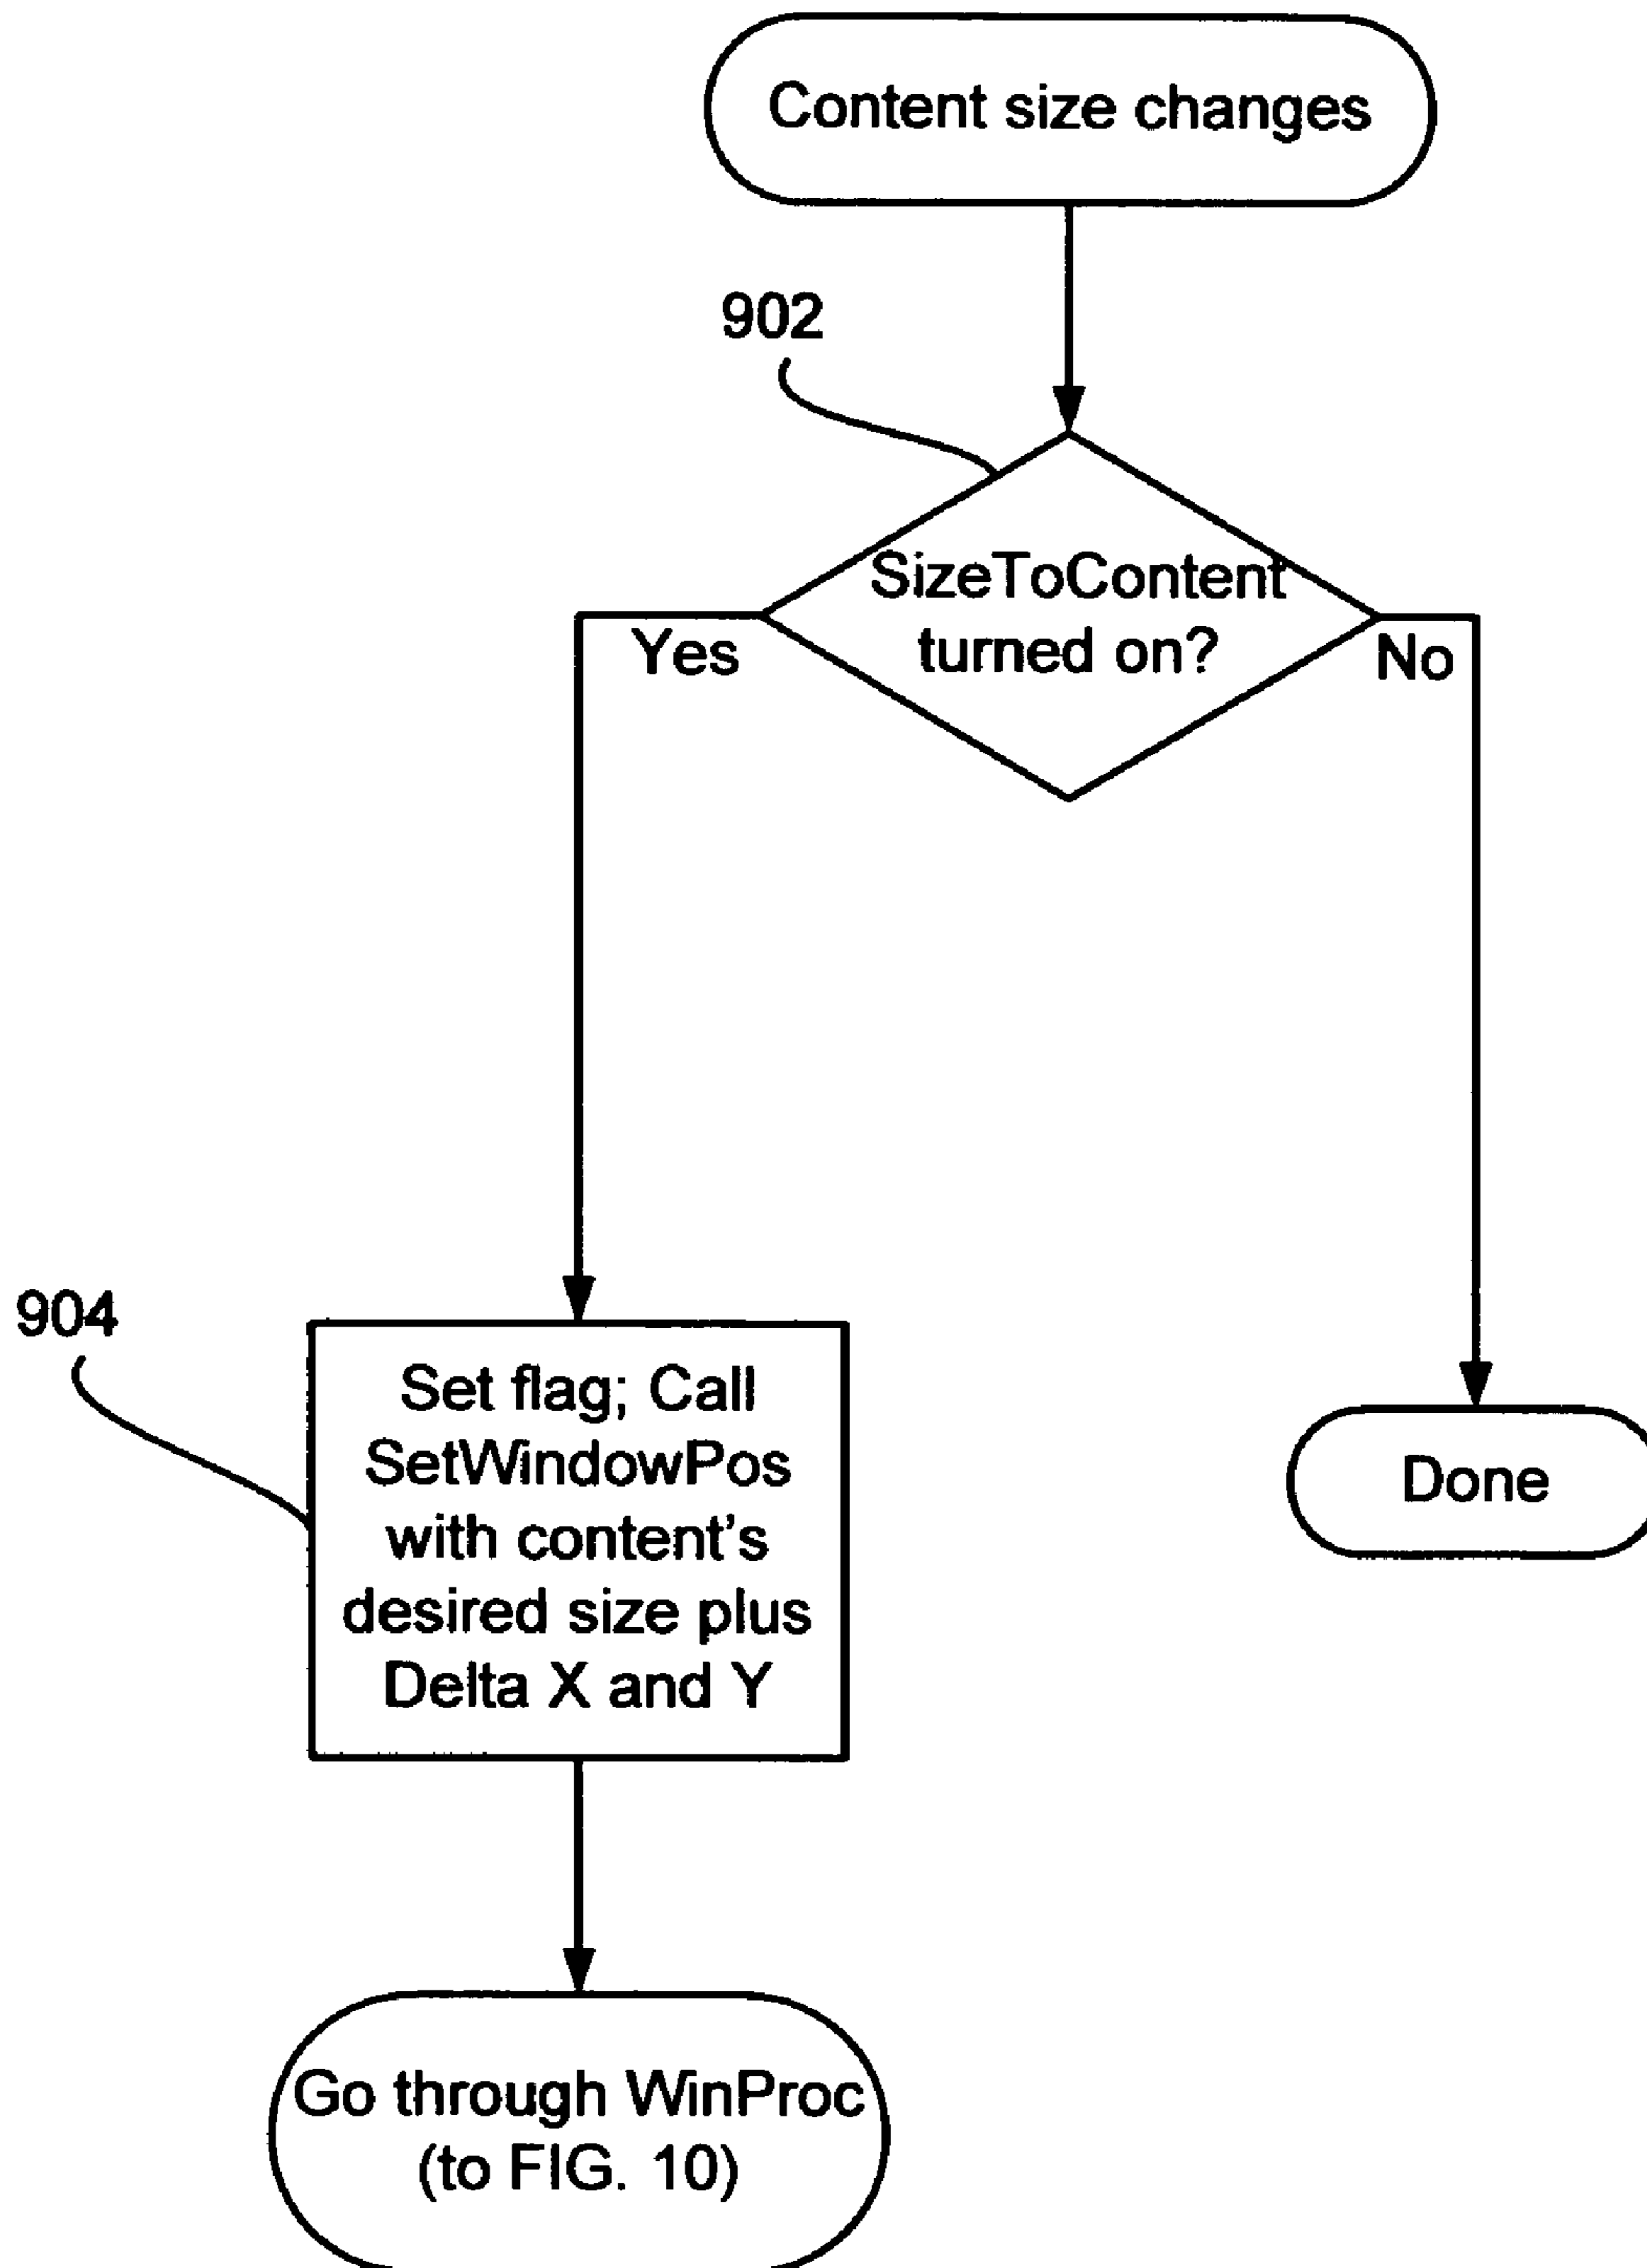 Content size changes
902
SizeToContent
turned on?
Yes
No
904
Set flag; Call
SetWindowPos
with content's
desired size plus
Delta X and Y
Done
Go through WinProc
(to FIG. 10)